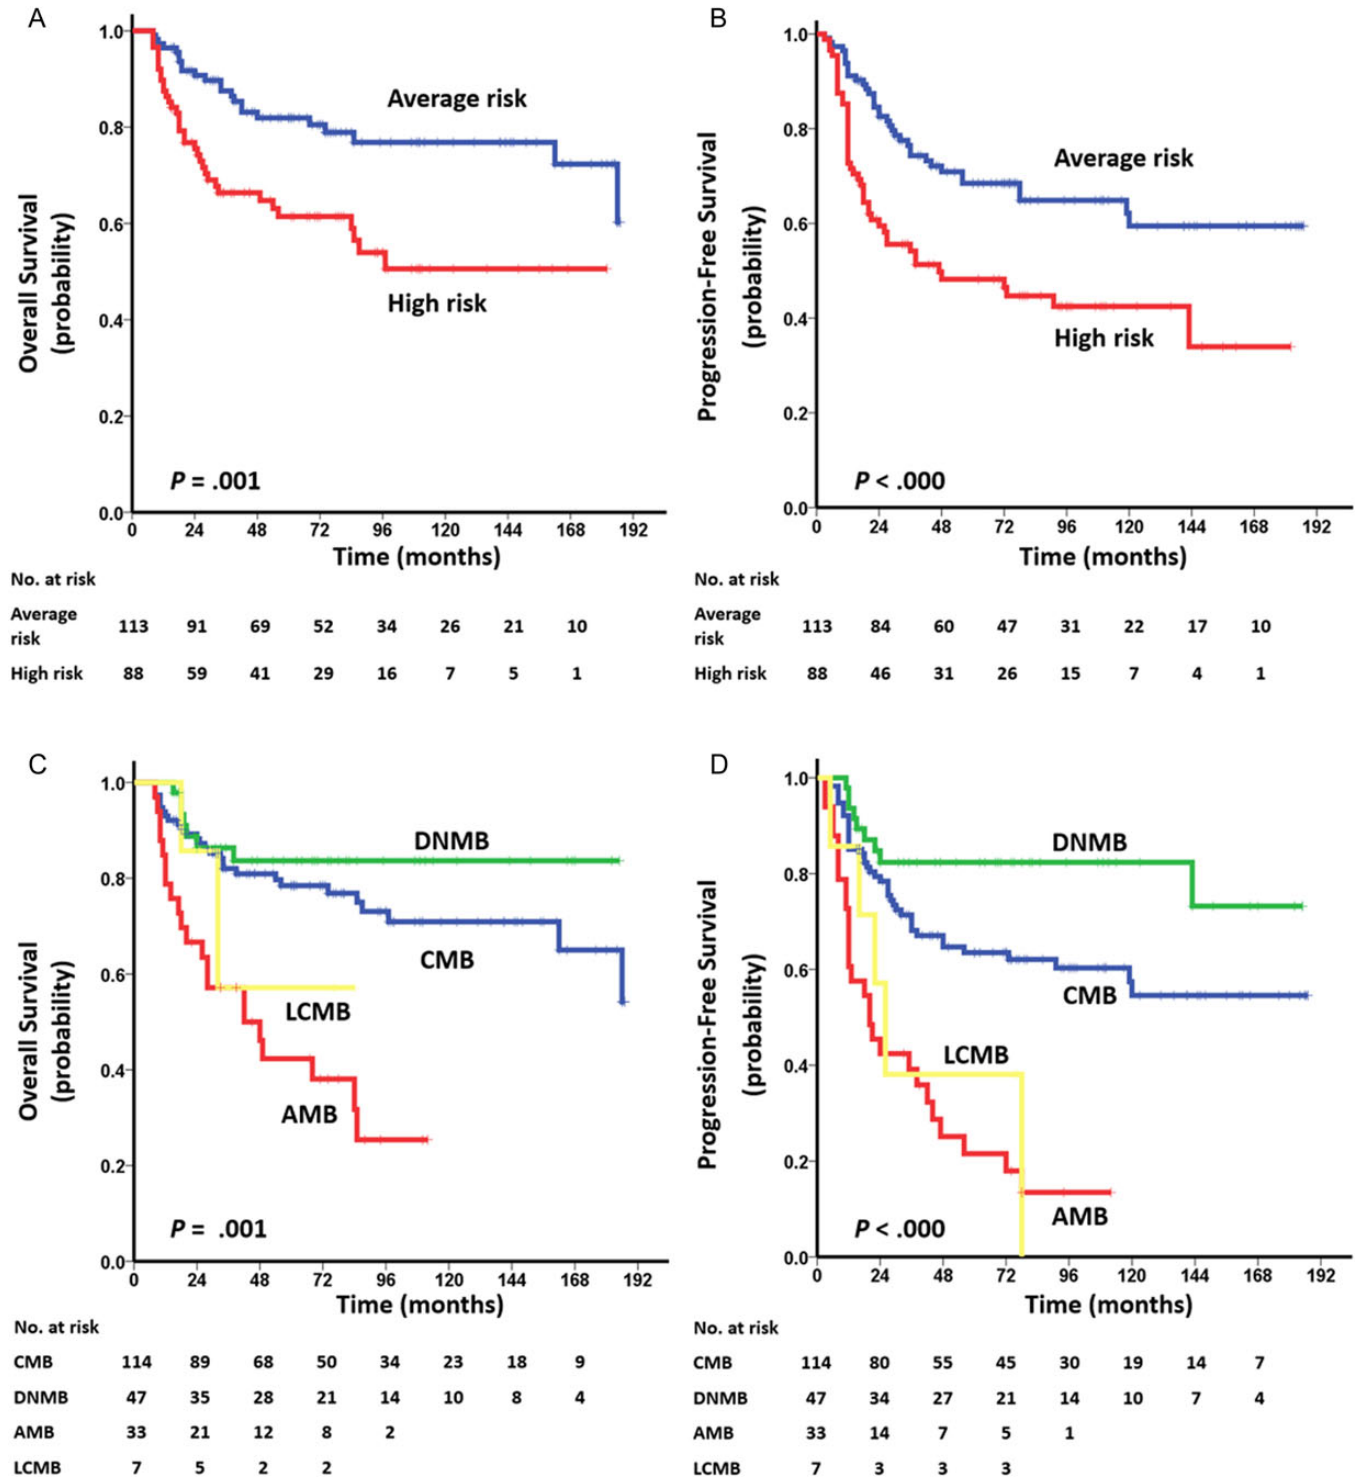 A
Overall Survival
(probability)
1.0
0.8
0.6
0.4
0.2
0.0
Average risk
High risk
P = .001
0 24 48 72 96 120 144 168 192
Time (months)
No. at risk
Average
risk 113 91 69 52 34 26 21 10
High risk 88 59 41 29 16 7 5 1
B
Progression-Free Survival
(probability)
1.0
0.8
0.6
0.4
0.2
0.0
Average risk
High risk
P < .000
0 24 48 72 96 120 144 168 192
Time (months)
No. at risk
Average
risk 113 84 60 47 31 22 17 10
High risk 88 46 31 26 15 7 4 1
C
Overall Survival
(probability)
1.0
0.8
0.6
0.4
0.2
0.0
DNMB
CMB
LCMB
AMB
P = .001
0 24 48 72 96 120 144 168 192
Time (months)
No. at risk
CMB 114 89 68 50 34 23 18 9
DNMB 47 35 28 21 14 10 8 4
AMB 33 21 12 8 2
LCMB 7 5 2 2
D
Progression-Free Survival
(probability)
1.0
0.8
0.6
0.4
0.2
0.0
DNMB
CMB
LCMB
AMB
P < .000
0 24 48 72 96 120 144 168 192
Time (months)
No. at risk
CMB 114 80 55 45 30 19 14 7
DNMB 47 34 27 21 14 10 7 4
AMB 33 14 7 5 1
LCMB 7 3 3 3